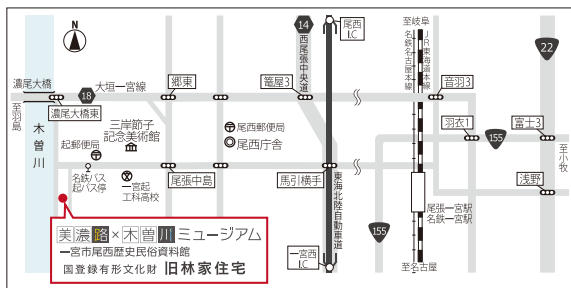 N
濃尾大橋
至羽島
木曽川
18
大垣一宮線
濃尾大橋東
郷東
三岸節子
記念美術館
起郵便局
名鉄バス
起バス停
一宮起
工科高校
尾張中島
尾西郵便局
尾西庁舎
14
西尾張中央道
篭屋3
尾西
I.C
馬引横手
東海北陸自動車道
一宮西
I.C
至岐阜
名鉄名古屋本線
JR東海道本線
音羽3
羽衣1
155
富士3
22
至小牧
浅野
尾張一宮駅
名鉄一宮駅
155
至名古屋
美濃路×木曽川ミュージアム
一宮市尾西歴史民俗資料館
国登録有形文化財 旧林家住宅